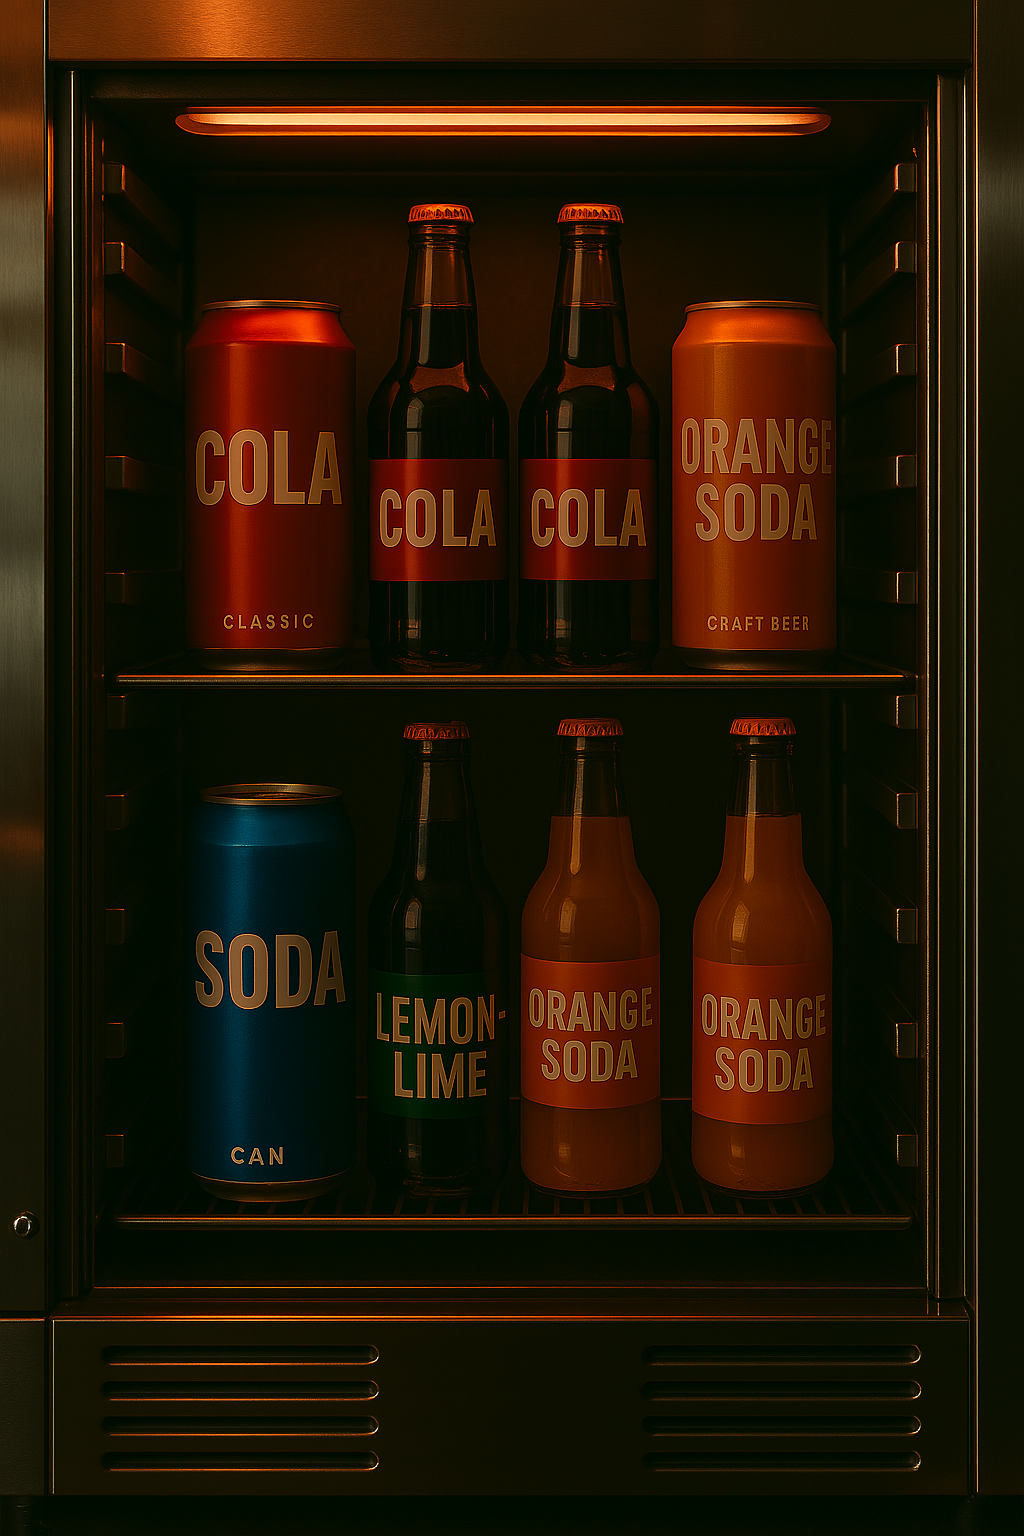 COLA
CLASSIC
COLA
COLA
ORANGE
SODA
CRAFT BEER
SODA
CAN
LEMON-
LIME
ORANGE
SODA
ORANGE
SODA